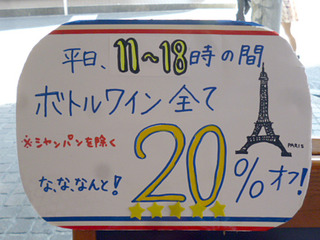 平日、11〜18時の間
ボトルワイン全て
※シャンパンを除く
20%オフ!
な、な、なんと!
PARIS